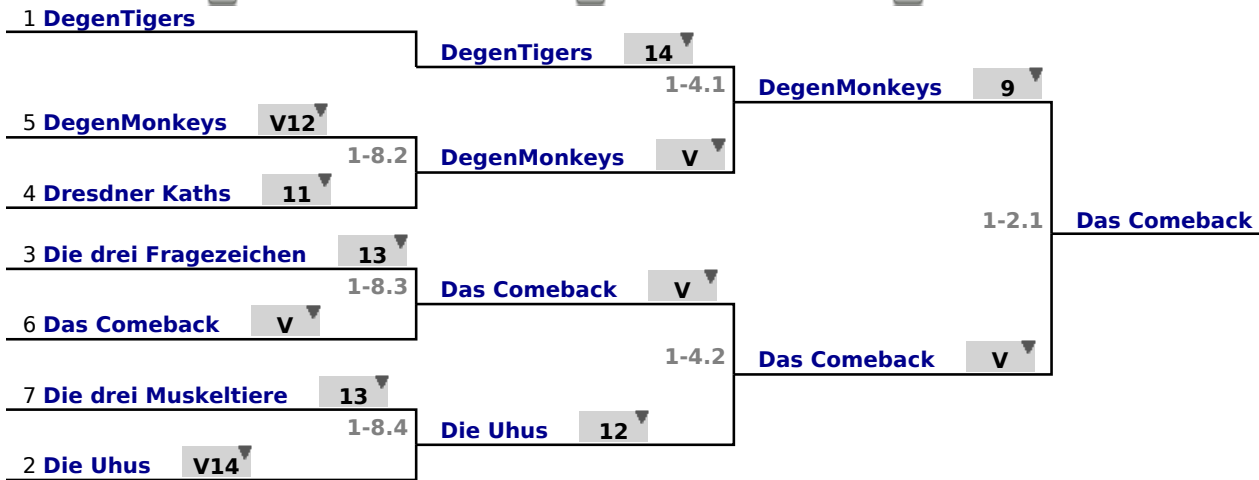 1 DegenTigers
DegenTigers 14
1-4.1
DegenMonkeys 9
5 DegenMonkeys V12
1-8.2
DegenMonkeys V
4 Dresdner Kaths 11
1-2.1
Das Comeback
3 Die drei Fragezeichen 13
1-8.3
Das Comeback V
6 Das Comeback V
1-4.2
Das Comeback V
7 Die drei Muskeltiere 13
1-8.4
Die Uhus 12
2 Die Uhus V14